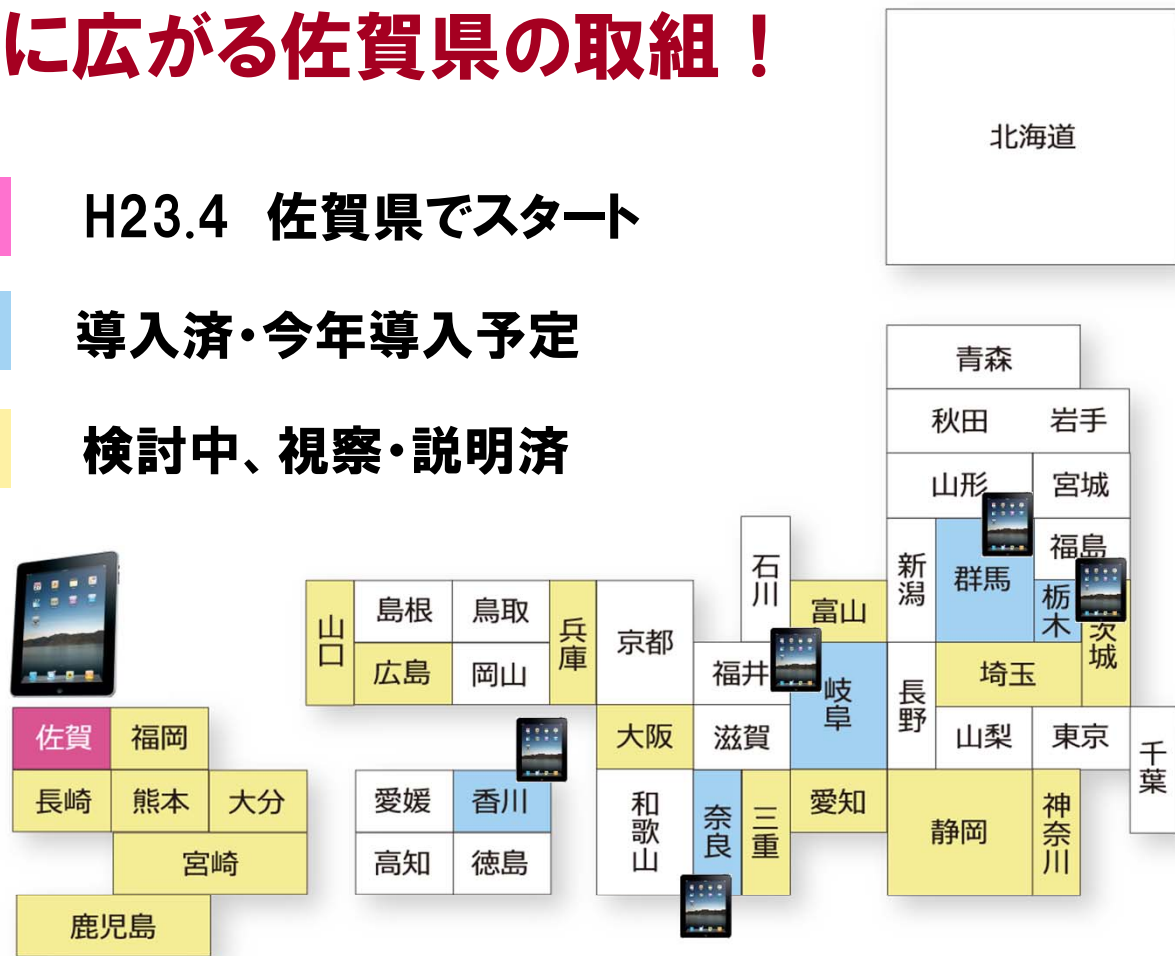 に広がる佐賀県の取組！
H23.4 佐賀県でスタート
導入済・今年導入予定
検討中、視察・説明済
北海道
青森
秋田 岩手
山形 宮城
石川 新潟 群馬 福島
山口 島根 鳥取 兵庫 京都 富山 栃木 茨城
広島 岡山 福井 岐阜 長野 埼玉
佐賀 福岡 大阪 滋賀 山梨 東京 千葉
長崎 熊本 大分 愛媛 香川 和歌山 奈良 三重 愛知 静岡 神奈川
宮崎 高知 徳島
鹿児島